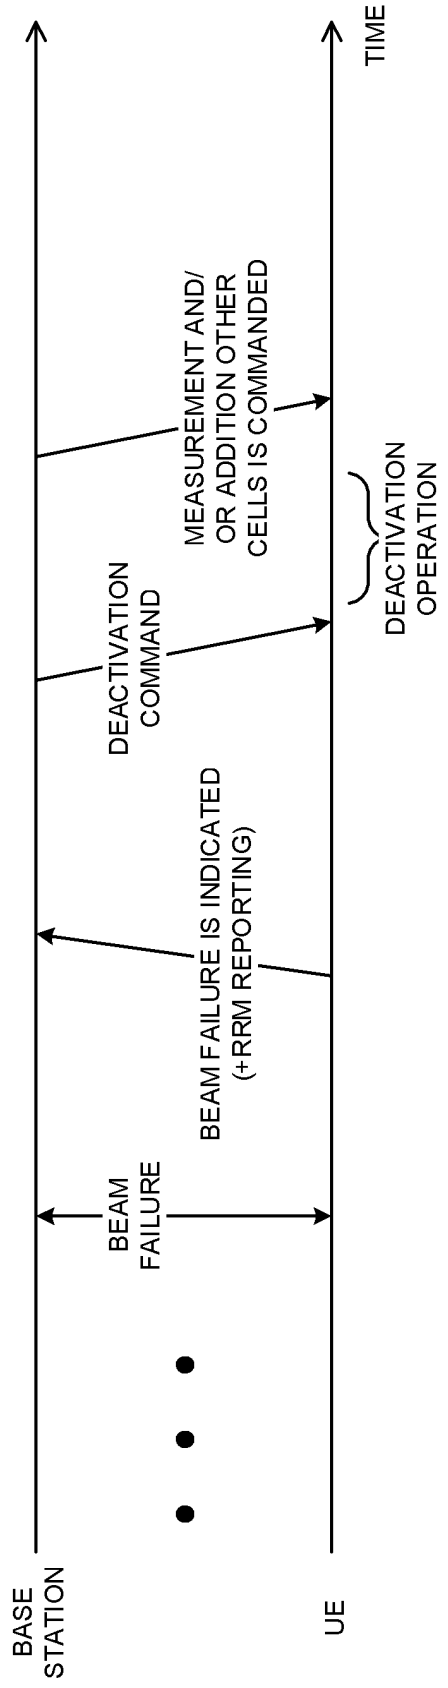 BASE
STATION
UE
BEAM
FAILURE
BEAM FAILURE IS INDICATED
(+RRM REPORTING)
DEACTIVATION
COMMAND
DEACTIVATION
OPERATION
MEASUREMENT AND/
OR ADDITION OTHER
CELLS IS COMMANDED
TIME